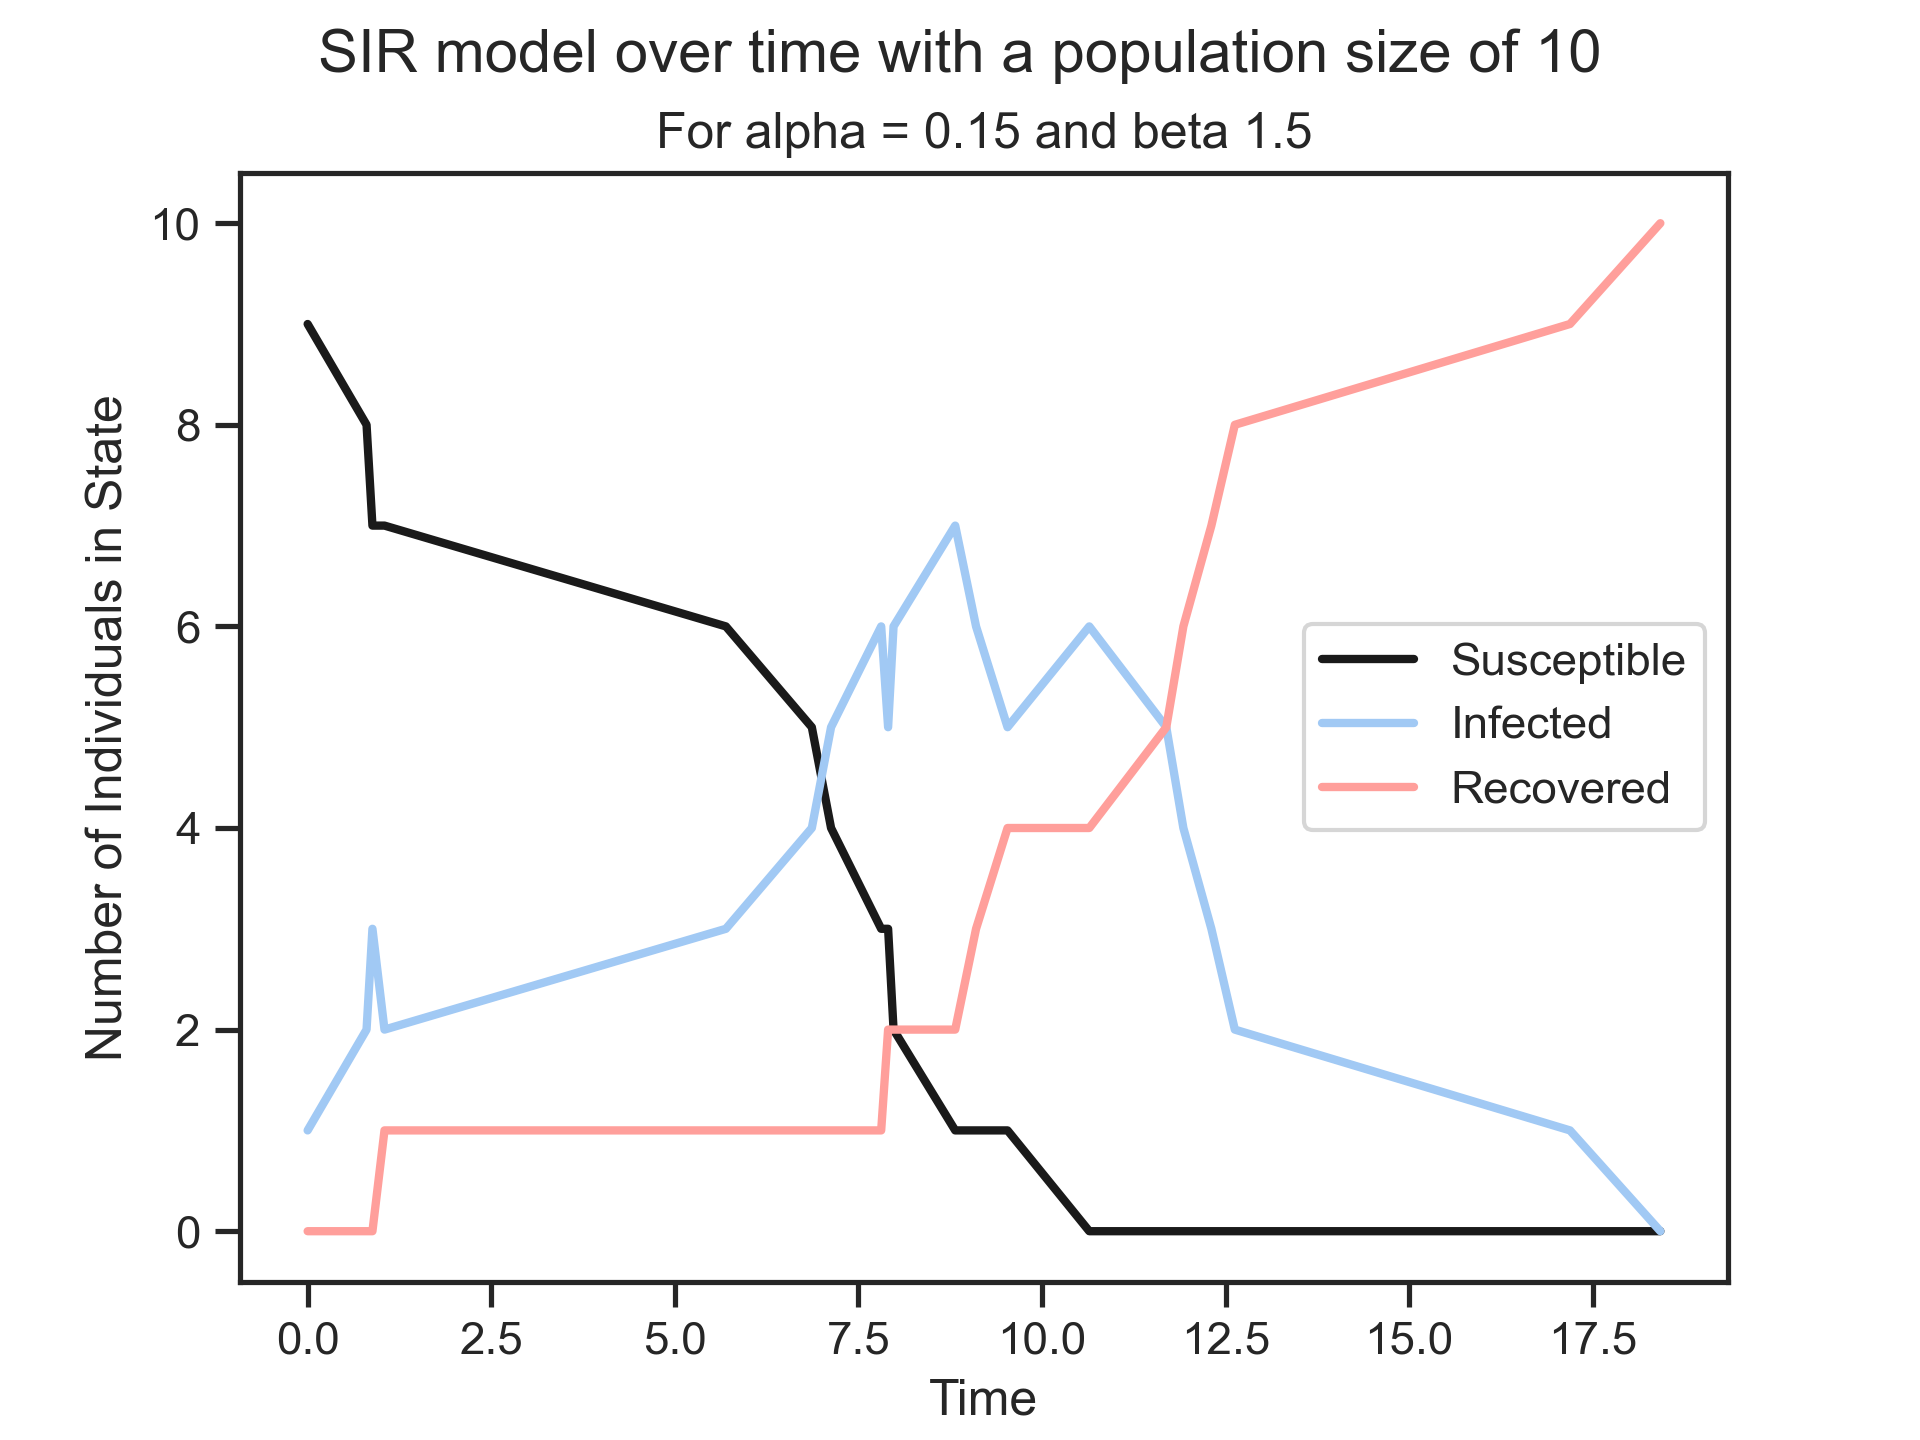 SIR model over time with a population size of 10
For alpha = 0.15 and beta 1.5
Number of Individuals in State
10
8
6
4
2
0
Susceptible
Infected
Recovered
0.0 2.5 5.0 7.5 10.0 12.5 15.0 17.5
Time